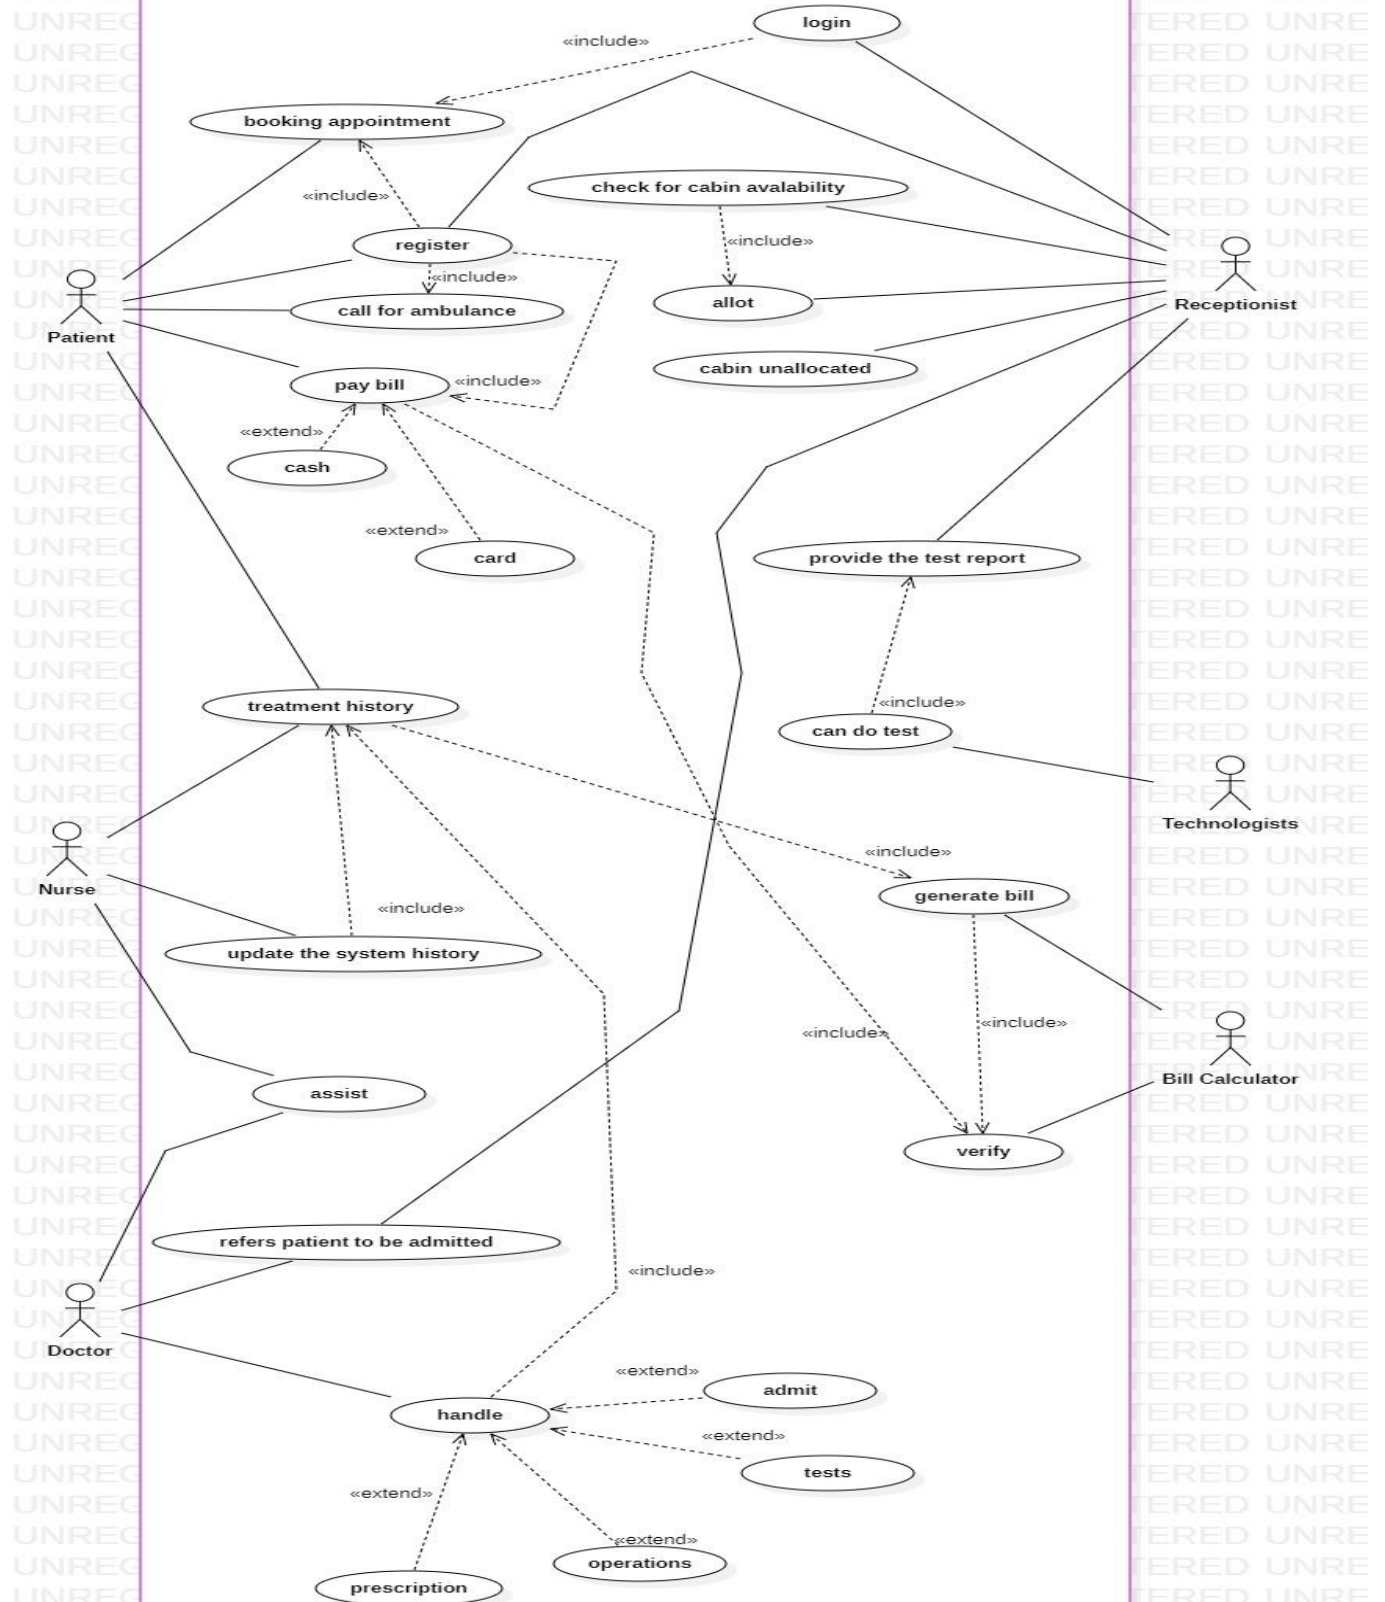 login
«include»
booking appointment
check for cabin avalability
«include»
register
«include»
«include»
call for ambulance
allot
Patient
Receptionist
cabin unallocated
pay bill
«include»
«extend»
cash
«extend»
card
provide the test report
treatment history
«include»
can do test
Technologists
«include»
Nurse
generate bill
«include»
update the system history
«include»
«include»
Bill Calculator
assist
verify
refers patient to be admitted
«include»
Doctor
«extend»
admit
handle
«extend»
tests
«extend»
«extend»
operations
prescription